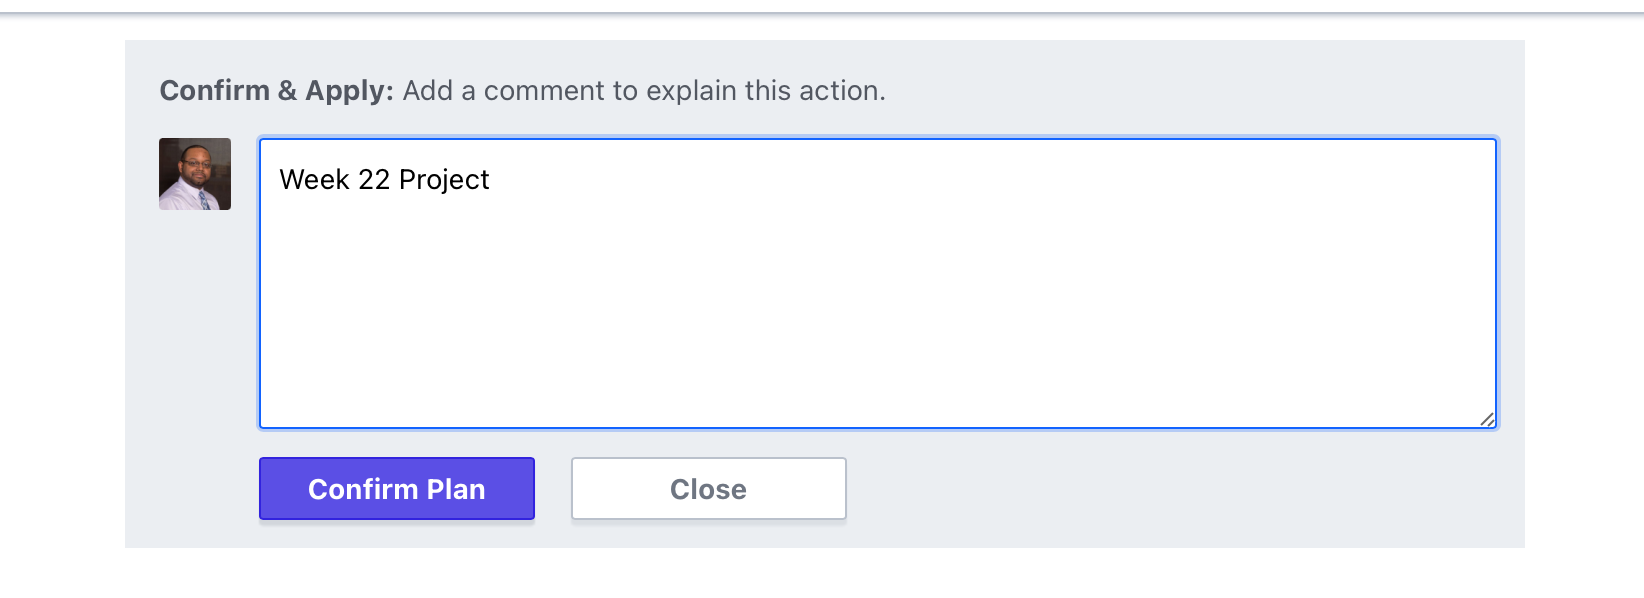 Confirm & Apply: Add a comment to explain this action.
Week 22 Project
Confirm Plan
Close